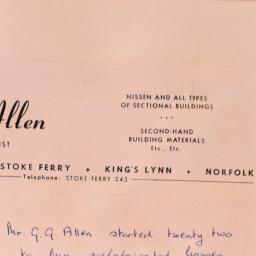 NISSEN AND ALL TYPES
OF SECTIONAL BUILDINGS
Allen
SECOND-HAND
BUILDING MATERIALS
Etc., Etc.
IST
STOKE FERRY + KING'S LYNN + NORFOLK
Telephone: STOKE FERRY 243
Mr. G. G. Allen started twenty two
to